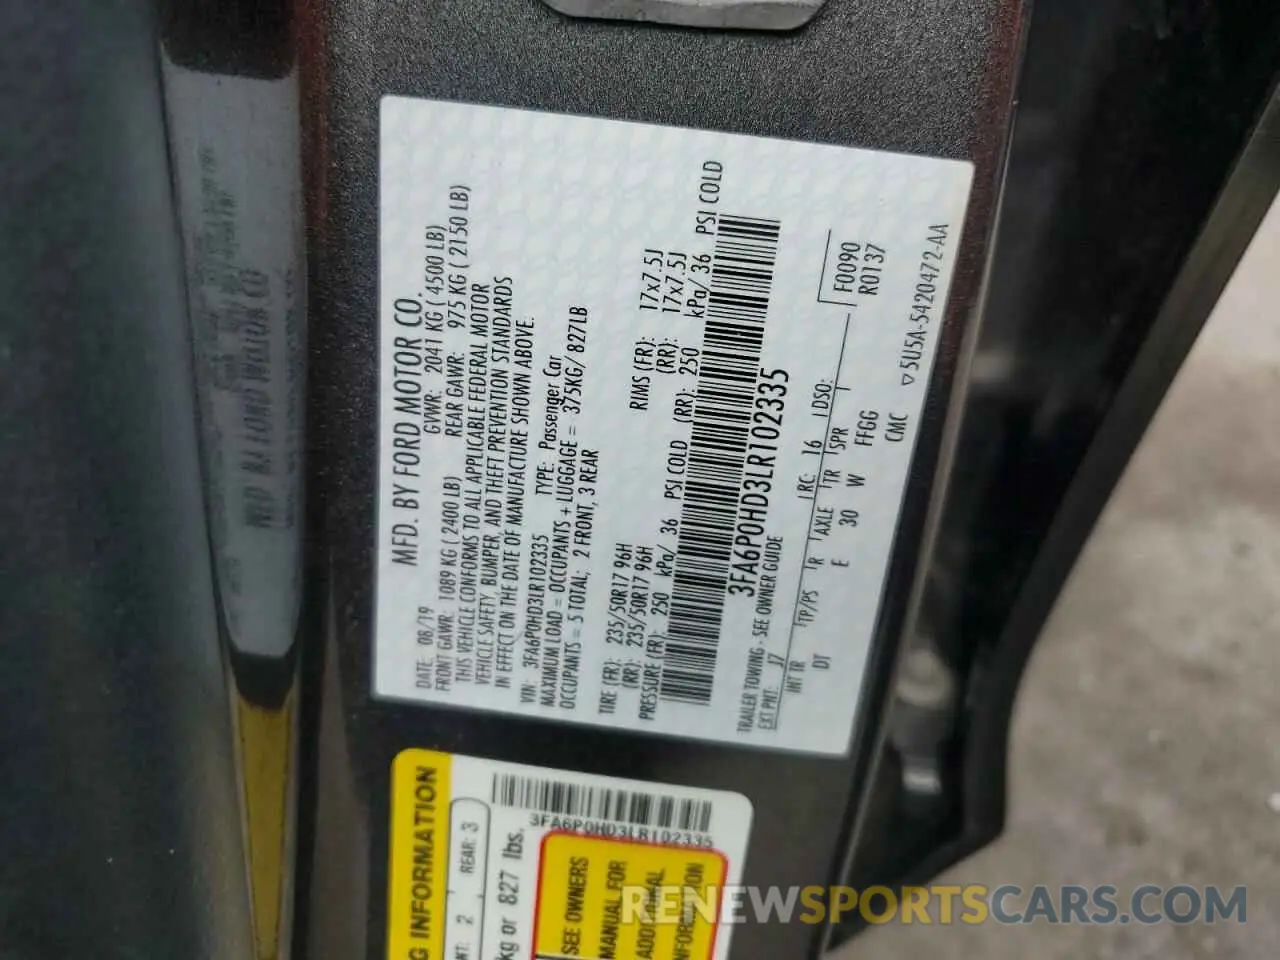 MFD. BY FORD MOTOR CO.
DATE: 08/19 GVWR: 2041 KG ( 4500 LB)
FRONT GAWR: 1089 KG ( 2400 LB) REAR GAWR: 975 KG ( 2150 LB)
THIS VEHICLE CONFORMS TO ALL APPLICABLE FEDERAL MOTOR
VEHICLE SAFETY, BUMPER, AND THEFT PREVENTION STANDARDS
IN EFFECT ON THE DATE OF MANUFACTURE SHOWN ABOVE.
VIN: 3FA6P0HD3LR102335 TYPE: Passenger Car
MAXIMUM LOAD = OCCUPANTS + LUGGAGE = 375KG/ 827LB
OCCUPANTS = 5 TOTAL: 2 FRONT, 3 REAR
TIRE (FR): 235/50R17 96H RIMS (FR): 17x7.5J
(RR): 235/50R17 96H (RR): 17x7.5J
PRESSURE (FR): 250 kPa/ 36 PSI COLD (RR): 250 kPa/ 36 PSI COLD
3FA6P0HD3LR102335
TRAILER TOWING - SEE OWNER GUIDE
EXT PNT: J7 RC: 16 DSO: F0090
R0137
INT TR TP/PS R AXLE TR SPR
DT E 30 W FFGG
CMC
▽ 5U5A-5420472-AA
G INFORMATION
2 REAR: 3
kg or 827 lbs.
3FA6P0HD3LR102335
SEE OWNERS
MANUAL FOR
RENEWSPORTSCARS.COM